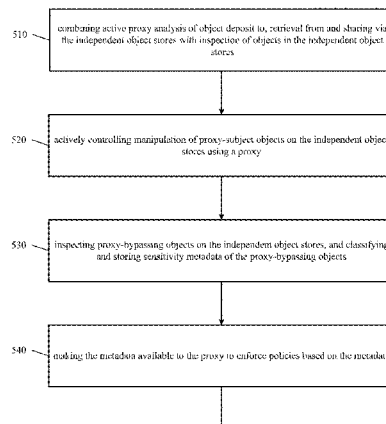 510
combining active proxy analysis of object deposit to, retrieval from and sharing via
the independent object stores with inspection of objects in the independent object
stores
520
actively controlling manipulation of proxy-subject objects on the independent object
stores using a proxy
530
inspecting proxy-bypassing objects on the independent object stores, and classifying
and storing sensitivity metadata of the proxy-bypassing objects
540
making the metadata available to the proxy to enforce policies based on the metadata